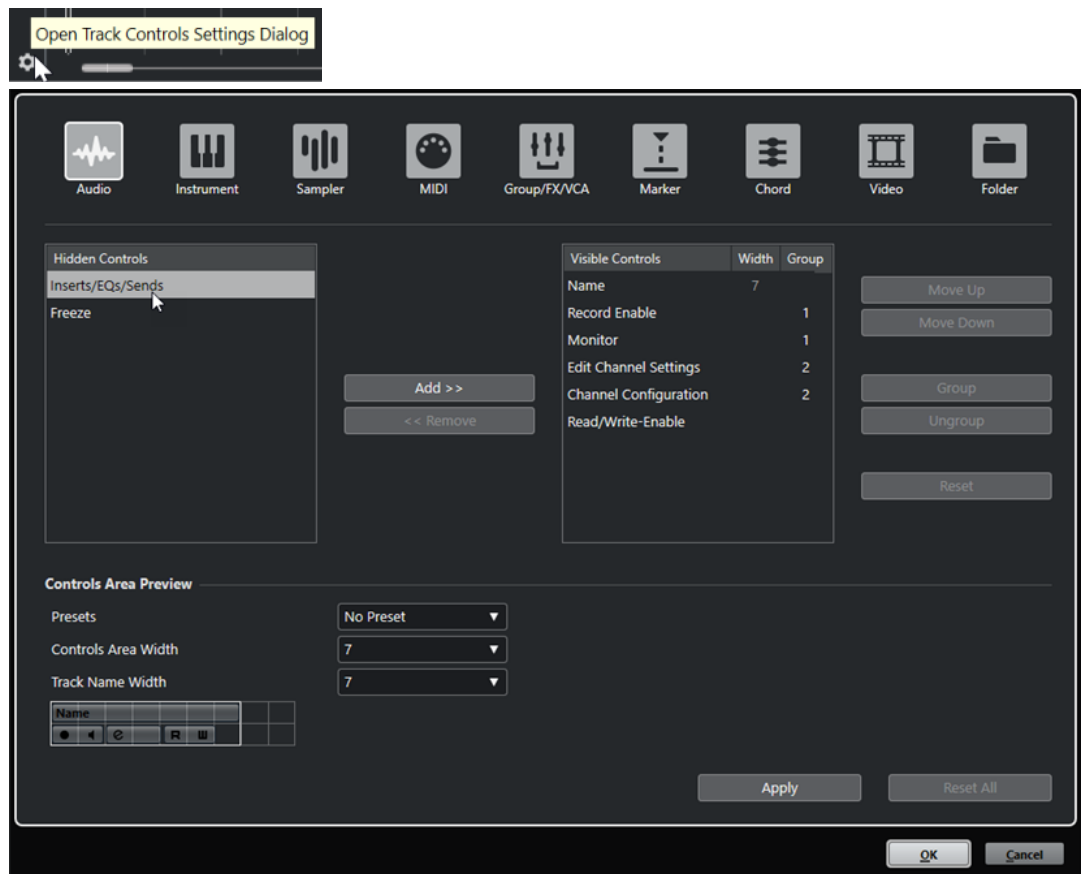 Open Track Controls Settings Dialog
Audio Instrument Sampler MIDI Group/FX/VCA Marker Chord Video Folder
Hidden Controls
Inserts/EQs/Sends
Freeze
Add >>
<< Remove
Visible Controls Width Group
Name 7
Record Enable 1
Monitor 1
Edit Channel Settings 2
Channel Configuration 2
Read/Write-Enable
Move Up
Move Down
Group
Ungroup
Reset
Controls Area Preview
Presets No Preset
Controls Area Width 7
Track Name Width 7
Name
e R W
Apply Reset All
OK Cancel